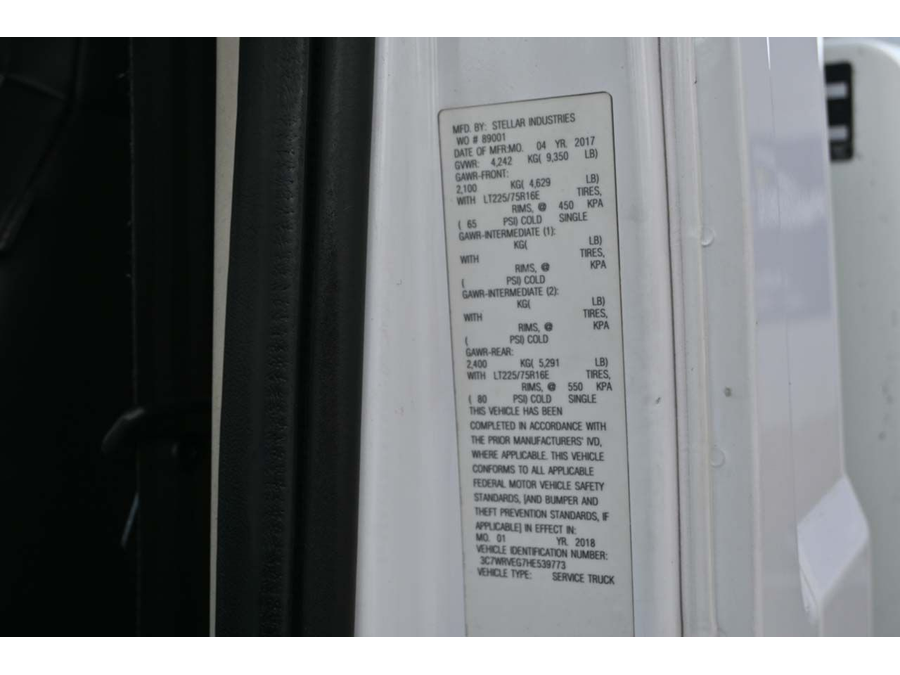 MFD. BY: STELLAR INDUSTRIES
WO # 89001
DATE OF MFR:MO. 04 YR. 2017
GVWR: 4,242 KG( 9,350 LB)
GAWR-FRONT:
2,100 KG( 4,629 LB)
WITH LT225/75R16E TIRES,
RIMS, @ 450 KPA
( 65 PSI) COLD SINGLE
GAWR-INTERMEDIATE (1):
KG( LB)
WITH TIRES,
RIMS, @ KPA
( PSI) COLD
GAWR-INTERMEDIATE (2):
KG( LB)
WITH TIRES,
RIMS, @ KPA
( PSI) COLD
GAWR-REAR:
2,400 KG( 5,291 LB)
WITH LT225/75R16E TIRES,
RIMS, @ 550 KPA
( 80 PSI) COLD SINGLE
THIS VEHICLE HAS BEEN
COMPLETED IN ACCORDANCE WITH
THE PRIOR MANUFACTURERS' IVD,
WHERE APPLICABLE. THIS VEHICLE
CONFORMS TO ALL APPLICABLE
FEDERAL MOTOR VEHICLE SAFETY
STANDARDS, [AND BUMPER AND
THEFT PREVENTION STANDARDS, IF
APPLICABLE] IN EFFECT IN:
MO. 01 YR. 2018
VEHICLE IDENTIFICATION NUMBER:
3C7WRVEG7HE539773
VEHICLE TYPE: SERVICE TRUCK